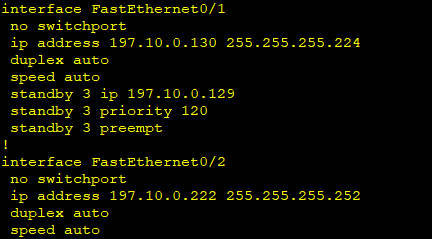 interface FastEthernet0/1
 no switchport
 ip address 197.10.0.130 255.255.255.224
 duplex auto
 speed auto
 standby 3 ip 197.10.0.129
 standby 3 priority 120
 standby 3 preempt
!
interface FastEthernet0/2
 no switchport
 ip address 197.10.0.222 255.255.255.252
 duplex auto
 speed auto